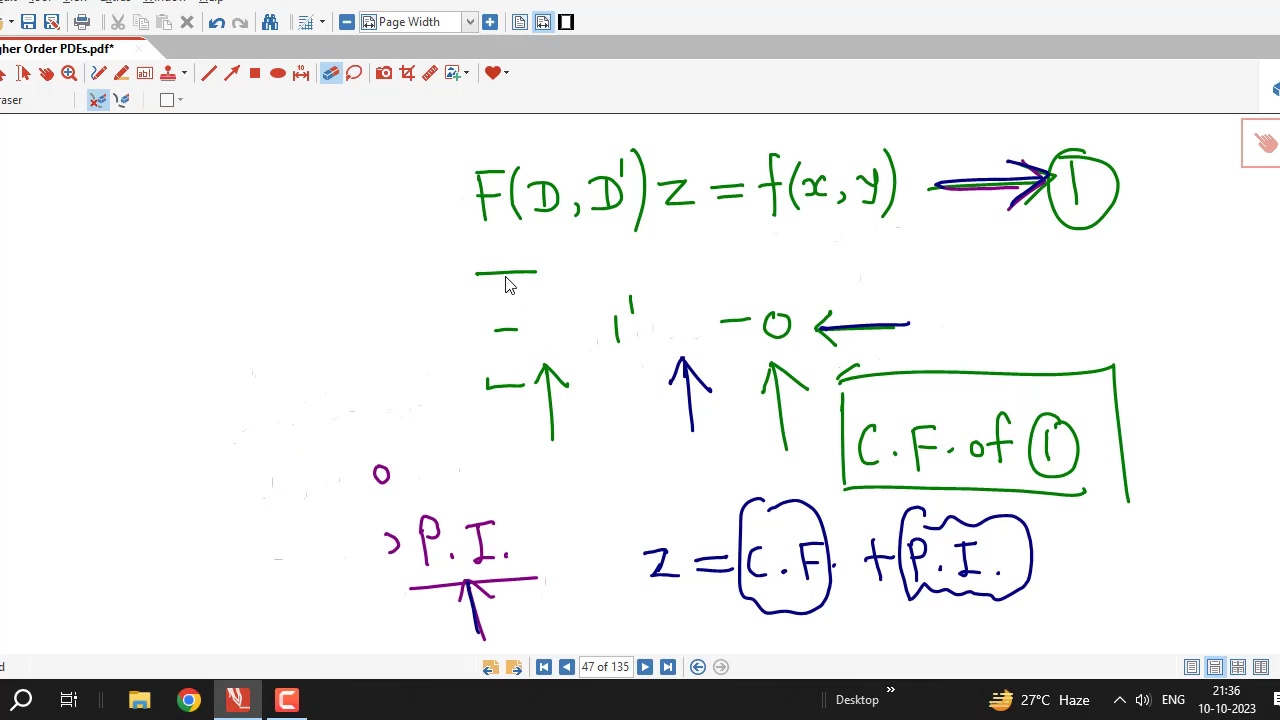 Page Width
gher Order PDEs.pdf*
raser
F(D, D')z = f(x, y) ①
- 0
C.F. of ①
P.I.
z = C.F. + P.I.
47 of 135
Desktop
27°C Haze
ENG
21:36
10-10-2023